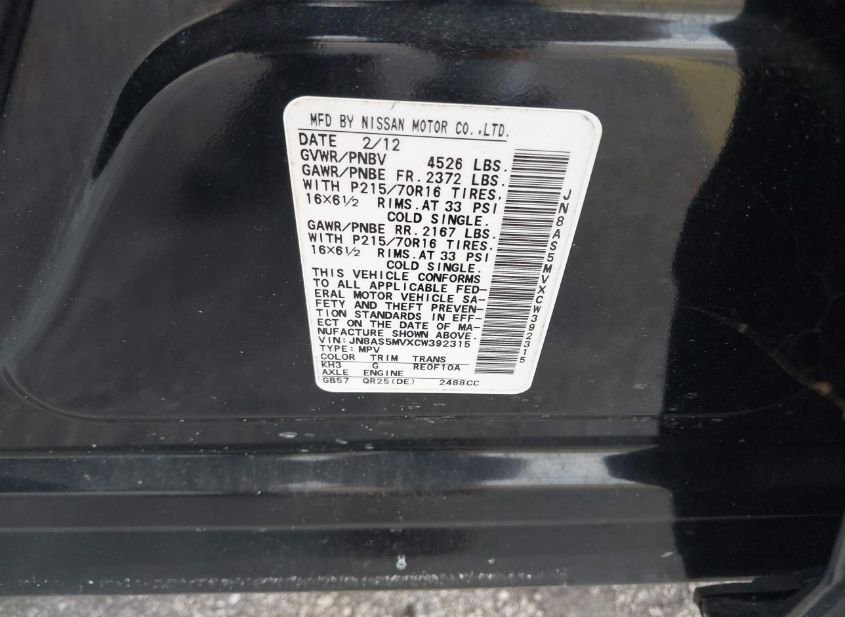 MFD BY NISSAN MOTOR CO.,LTD.
DATE 2/12
GVWR/PNBV 4526 LBS.
GAWR/PNBE FR. 2372 LBS.
WITH P215/70R16 TIRES,
16×6½ RIMS.AT 33 PSI
COLD SINGLE.
GAWR/PNBE RR. 2167 LBS.
WITH P215/70R16 TIRES,
16×6½ RIMS.AT 33 PSI
COLD SINGLE.
THIS VEHICLE CONFORMS
TO ALL APPLICABLE FED-
ERAL MOTOR VEHICLE SA-
FETY AND THEFT PREVEN-
TION STANDARDS IN EFF-
ECT ON THE DATE OF MA-
NUFACTURE SHOWN ABOVE.
VIN: JN8AS5MVXCW392315
TYPE: MPV
COLOR TRIM TRANS
KH3 G RE0F10A
AXLE ENGINE
GB57 QR25(DE) 2488CC
JN8AS5MVXCW392315